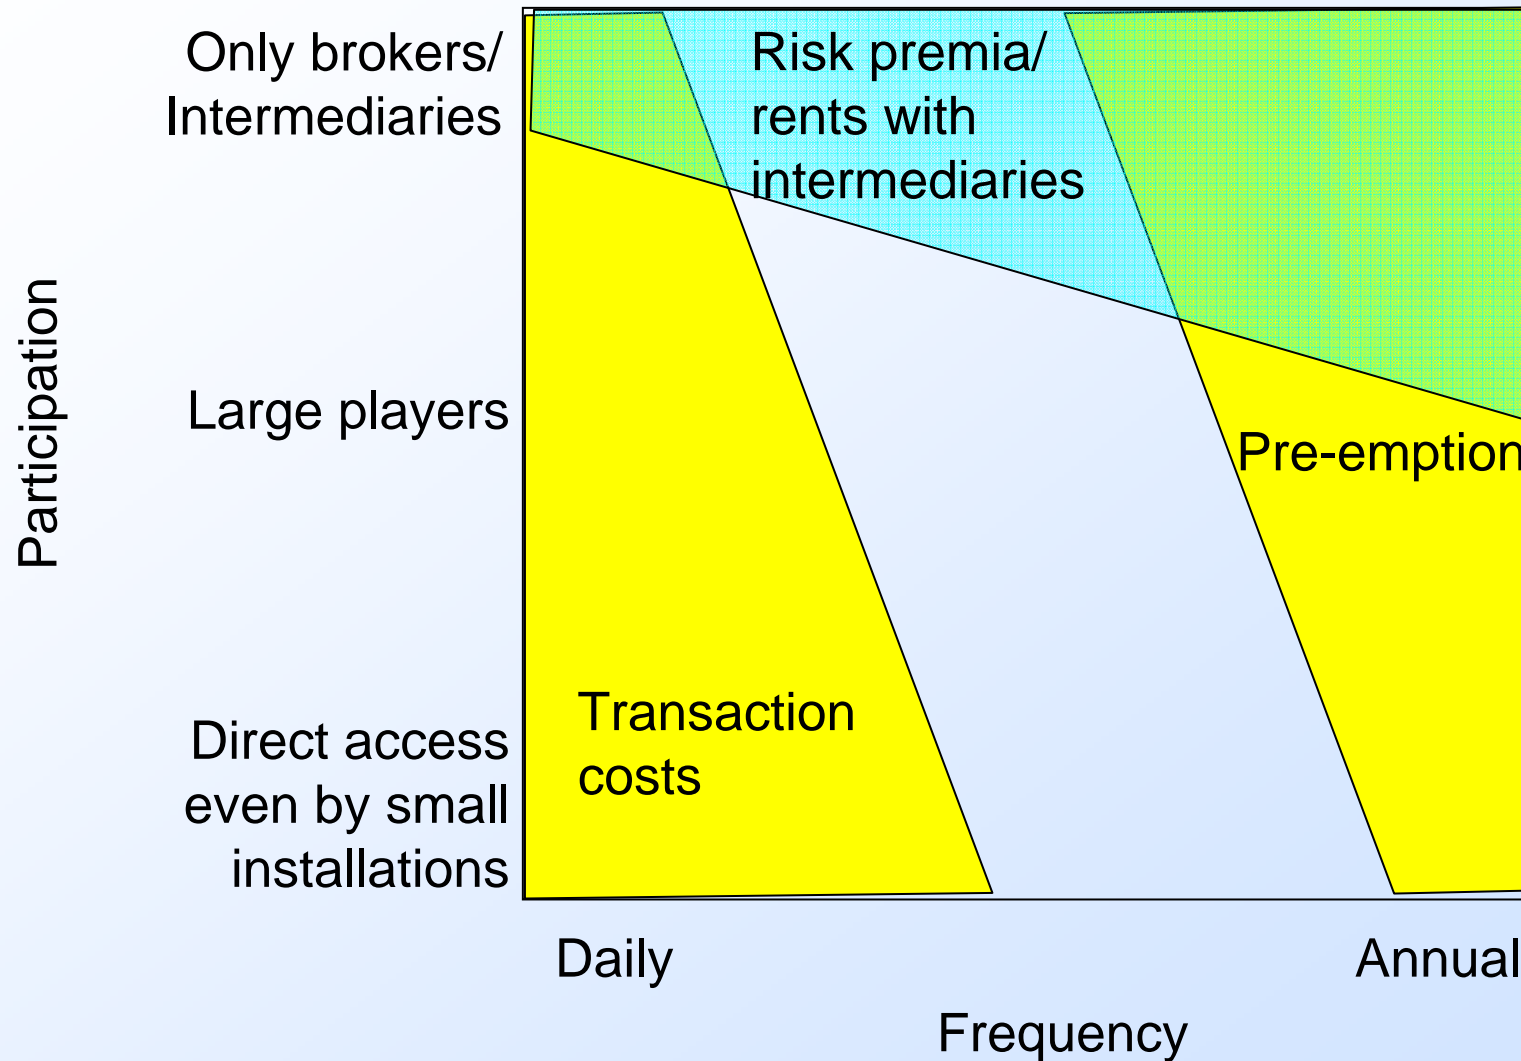 Only brokers/
Intermediaries
Risk premia/
rents with
intermediaries
Participation
Large players
Pre-emption
Transaction
costs
Direct access
even by small
installations
Daily
Annual
Frequency